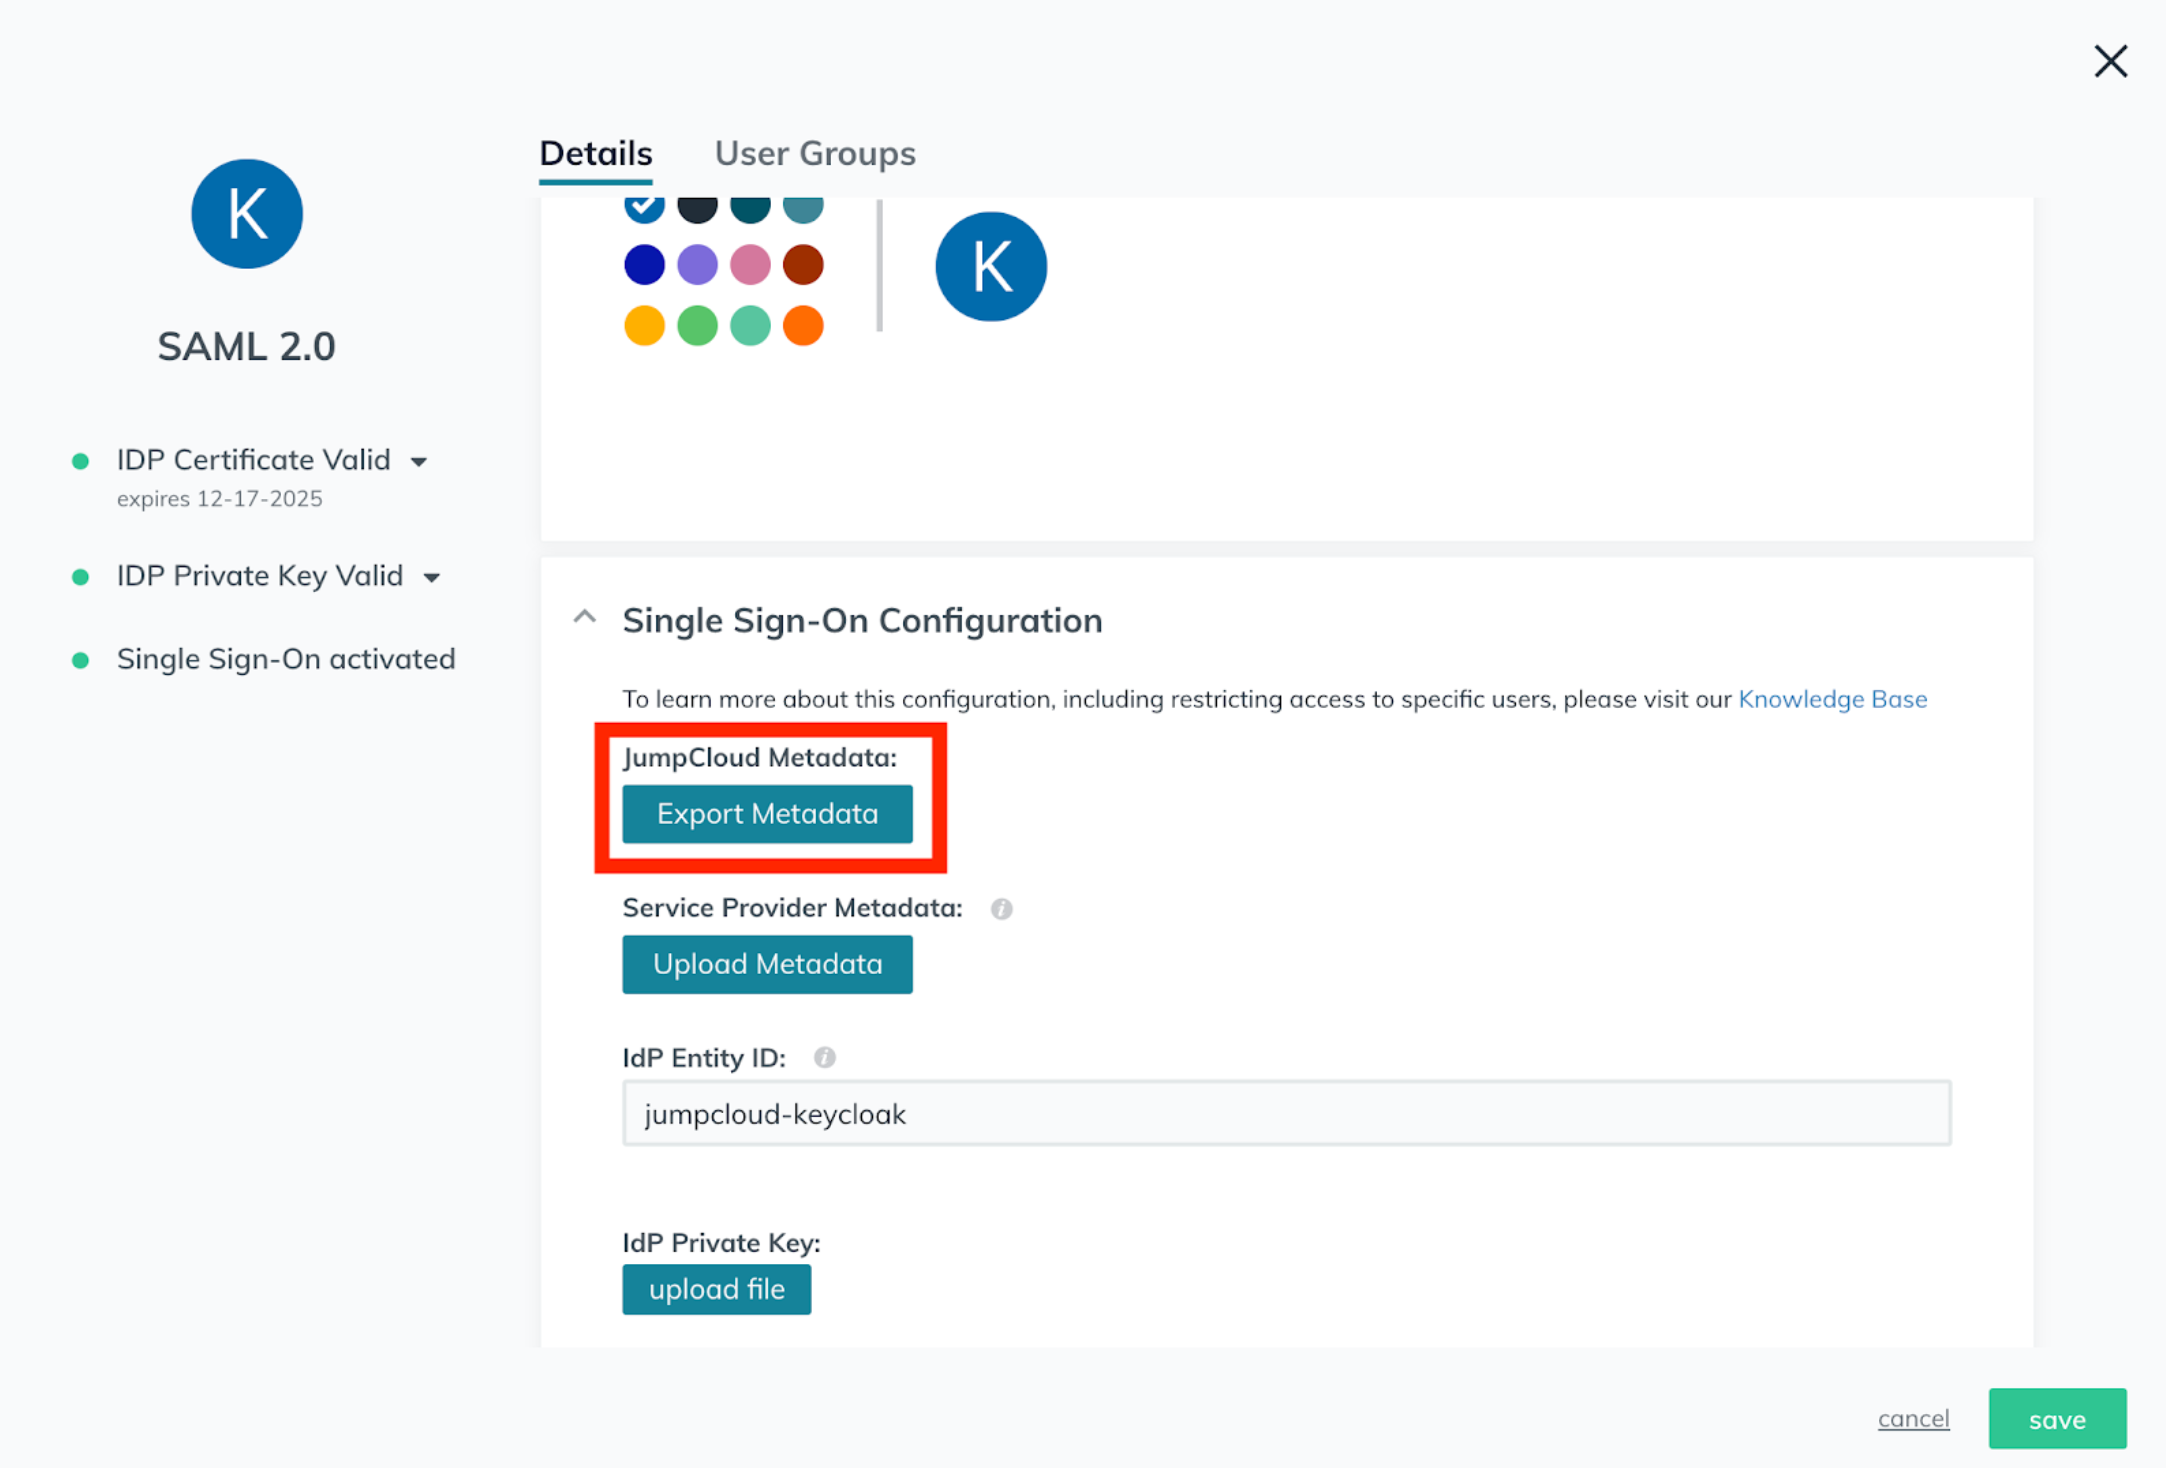 K
SAML 2.0
IDP Certificate Valid
expires 12-17-2025
IDP Private Key Valid
Single Sign-On activated
Details User Groups
K
Single Sign-On Configuration
To learn more about this configuration, including restricting access to specific users, please visit our Knowledge Base
JumpCloud Metadata:
Export Metadata
Service Provider Metadata:
Upload Metadata
IdP Entity ID:
jumpcloud-keycloak
IdP Private Key:
upload file
cancel save